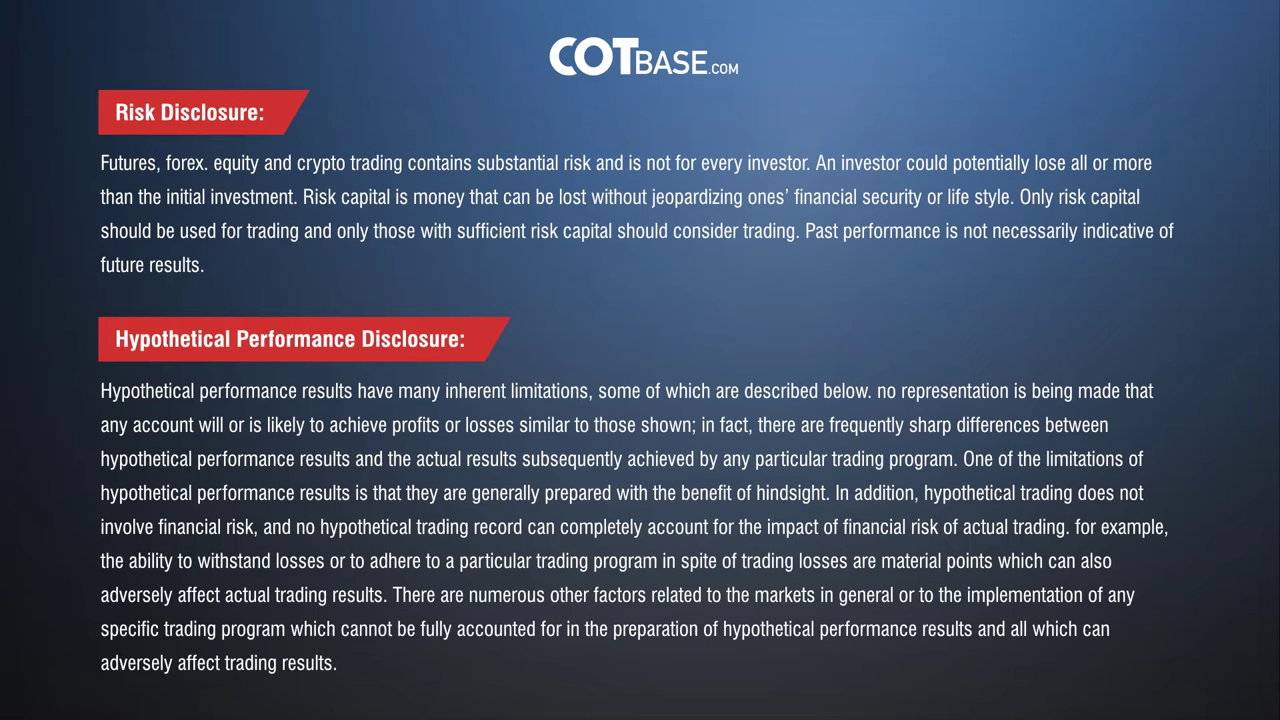 COTBASE.COM
Risk Disclosure:
Futures, forex. equity and crypto trading contains substantial risk and is not for every investor. An investor could potentially lose all or more
than the initial investment. Risk capital is money that can be lost without jeopardizing ones’ financial security or life style. Only risk capital
should be used for trading and only those with sufficient risk capital should consider trading. Past performance is not necessarily indicative of
future results.
Hypothetical Performance Disclosure:
Hypothetical performance results have many inherent limitations, some of which are described below. no representation is being made that
any account will or is likely to achieve profits or losses similar to those shown; in fact, there are frequently sharp differences between
hypothetical performance results and the actual results subsequently achieved by any particular trading program. One of the limitations of
hypothetical performance results is that they are generally prepared with the benefit of hindsight. In addition, hypothetical trading does not
involve financial risk, and no hypothetical trading record can completely account for the impact of financial risk of actual trading. for example,
the ability to withstand losses or to adhere to a particular trading program in spite of trading losses are material points which can also
adversely affect actual trading results. There are numerous other factors related to the markets in general or to the implementation of any
specific trading program which cannot be fully accounted for in the preparation of hypothetical performance results and all which can
adversely affect trading results.